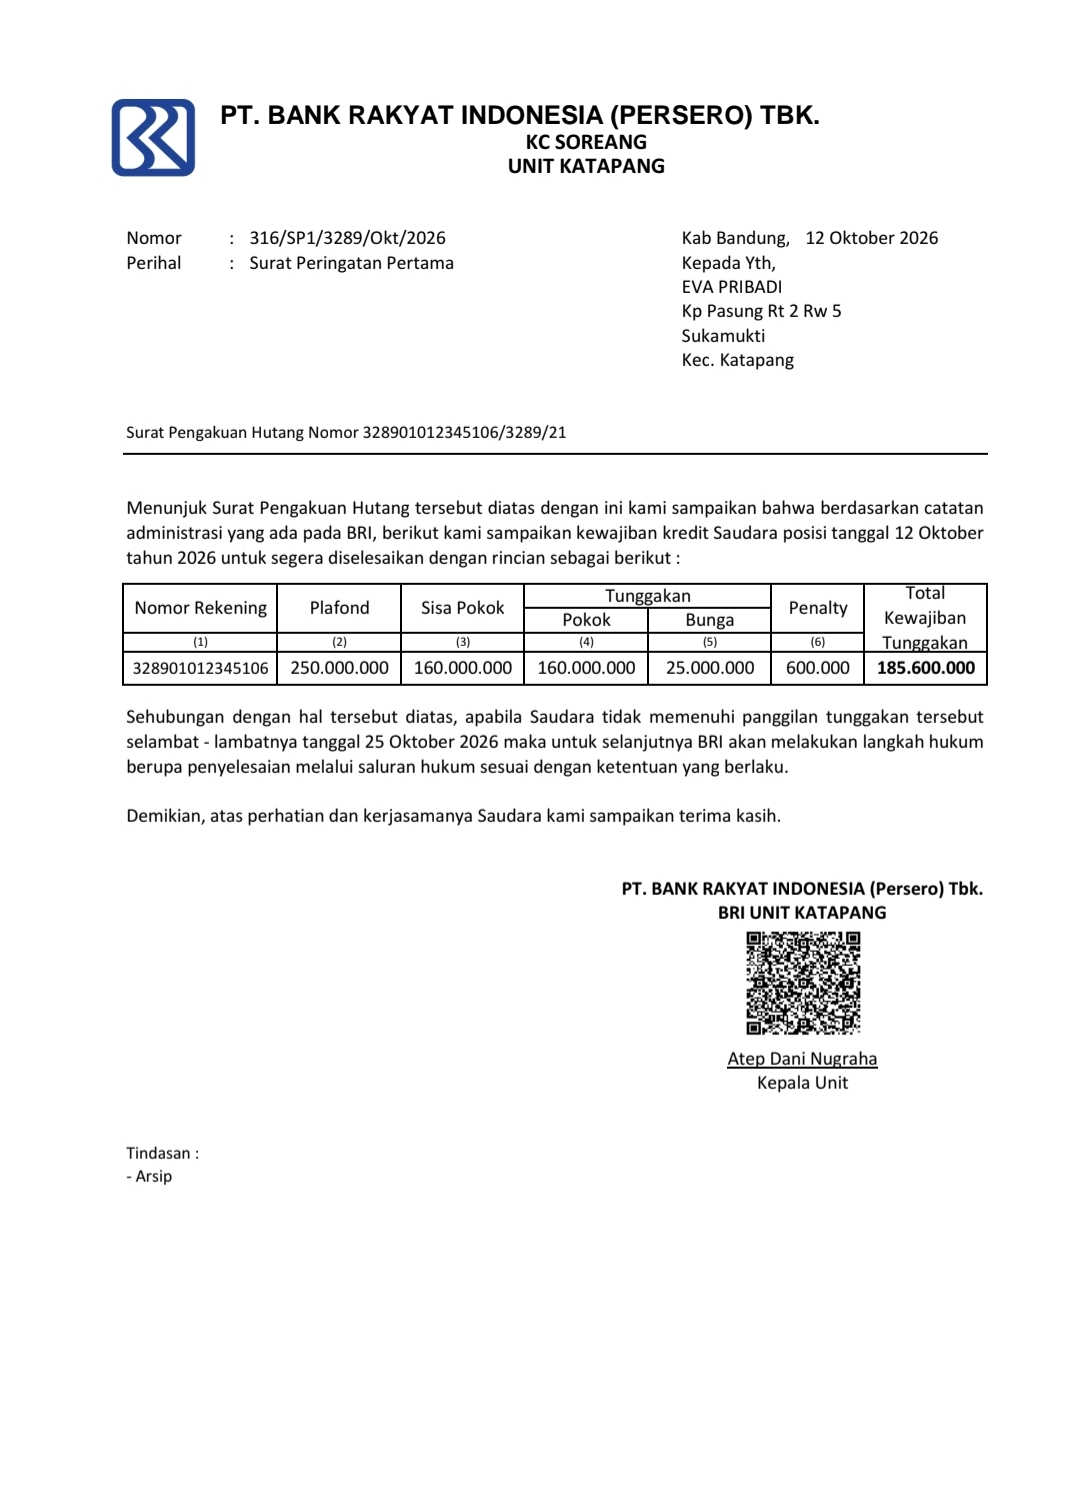 PT. BANK RAKYAT INDONESIA (PERSERO) TBK.
KC SOREANG
UNIT KATAPANG
Nomor : 316/SP1/3289/Okt/2026
Perihal : Surat Peringatan Pertama
Kab Bandung, 12 Oktober 2026
Kepada Yth,
EVA PRIBADI
Kp Pasung Rt 2 Rw 5
Sukamukti
Kec. Katapang
Surat Pengakuan Hutang Nomor 328901012345106/3289/21
Menunjuk Surat Pengakuan Hutang tersebut diatas dengan ini kami sampaikan bahwa berdasarkan catatan
administrasi yang ada pada BRI, berikut kami sampaikan kewajiban kredit Saudara posisi tanggal 12 Oktober
tahun 2026 untuk segera diselesaikan dengan rincian sebagai berikut :
Nomor Rekening Plafond Sisa Pokok Tunggakan Penalty Total Kewajiban Tunggakan
Pokok Bunga
(1) (2) (3) (4) (5) (6)
328901012345106 250.000.000 160.000.000 160.000.000 25.000.000 600.000 185.600.000
Sehubungan dengan hal tersebut diatas, apabila Saudara tidak memenuhi panggilan tunggakan tersebut
selambat - lambatnya tanggal 25 Oktober 2026 maka untuk selanjutnya BRI akan melakukan langkah hukum
berupa penyelesaian melalui saluran hukum sesuai dengan ketentuan yang berlaku.
Demikian, atas perhatian dan kerjasamanya Saudara kami sampaikan terima kasih.
PT. BANK RAKYAT INDONESIA (Persero) Tbk.
BRI UNIT KATAPANG
Atep Dani Nugraha
Kepala Unit
Tindasan :
- Arsip